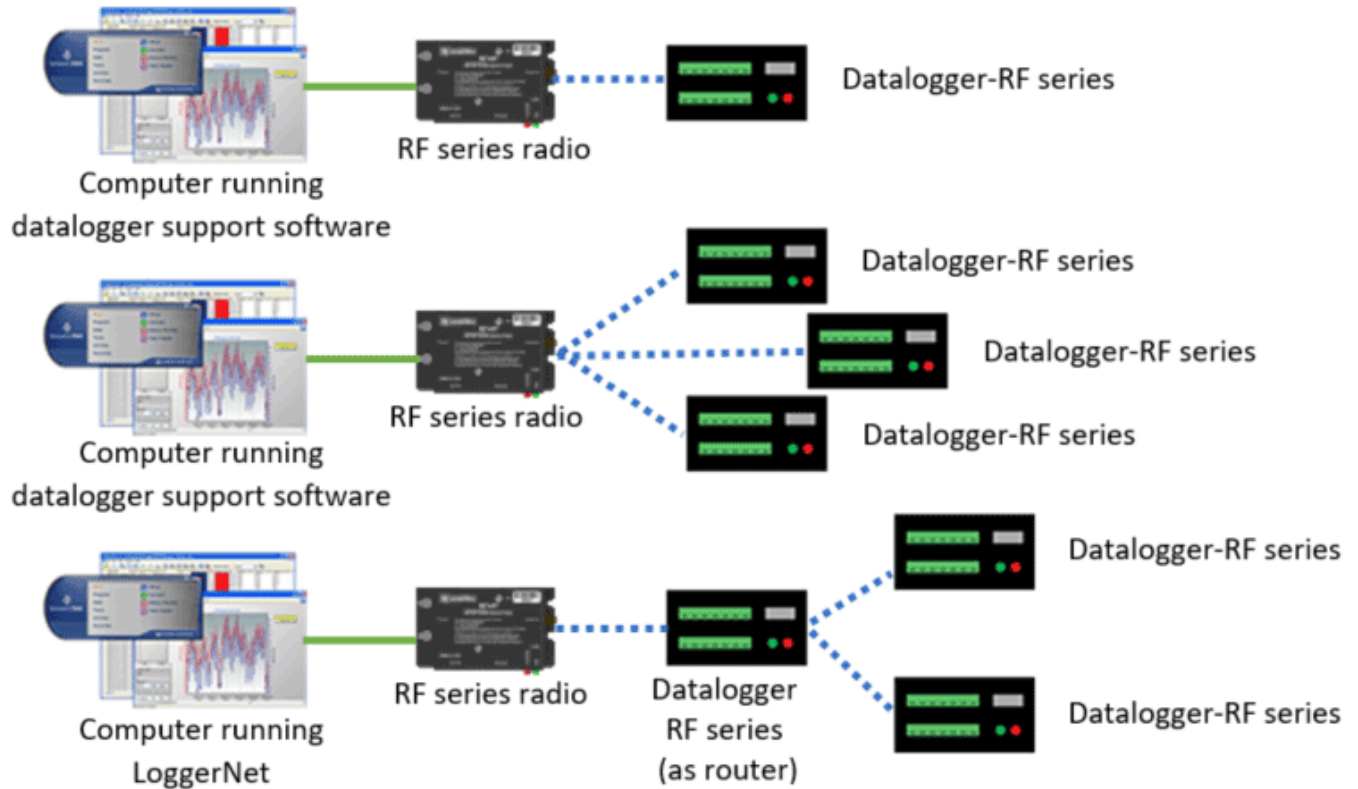 Datalogger-RF series
RF series radio
Computer running
datalogger support software
Datalogger-RF series
Datalogger-RF series
Datalogger-RF series
RF series radio
Computer running
datalogger support software
Datalogger-RF series
RF series radio
Datalogger
RF series
(as router)
Datalogger-RF series
Computer running
LoggerNet